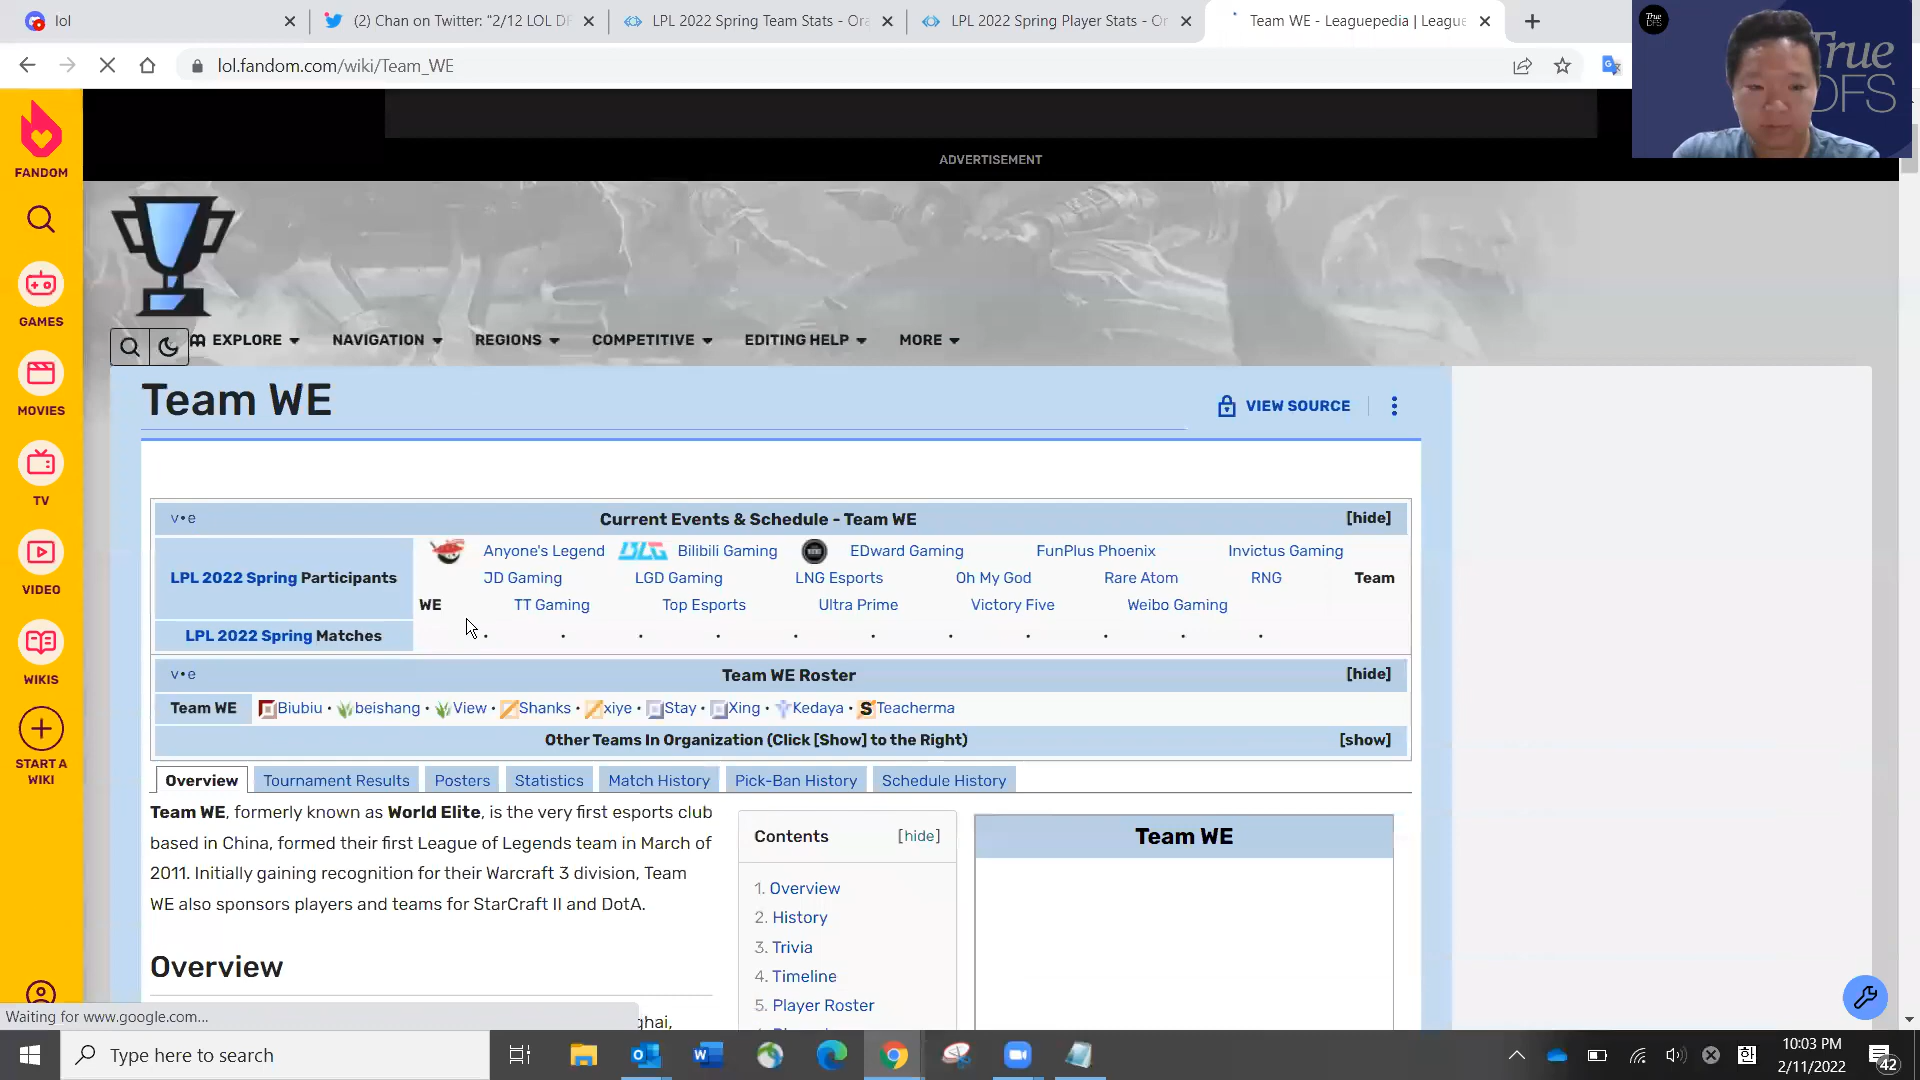 lol
(2) Chan on Twitter: "2/12 LOL DF
LPL 2022 Spring Team Stats - Ora
LPL 2022 Spring Player Stats - Or
Team WE - Leaguepedia | League
lol.fandom.com/wiki/Team_WE
True DFS
True
DFS
FANDOM
GAMES
MOVIES
TV
VIDEO
WIKIS
START A
WIKI
ADVERTISEMENT
EXPLORE
NAVIGATION
REGIONS
COMPETITIVE
EDITING HELP
MORE
Team WE
VIEW SOURCE
v•e
Current Events & Schedule - Team WE
[hide]
LPL 2022 Spring Participants
Anyone's Legend BLG Bilibili Gaming EDward Gaming FunPlus Phoenix Invictus Gaming
JD Gaming LGD Gaming LNG Esports Oh My God Rare Atom RNG Team
WE TT Gaming Top Esports Ultra Prime Victory Five Weibo Gaming
LPL 2022 Spring Matches • • • • • • • • • • •
v•e
Team WE Roster
[hide]
Team WE Biubiu • beishang • View • Shanks • xiye • Stay • Xing • Kedaya • S Teacherma
Other Teams In Organization (Click [Show] to the Right)
[show]
Overview Tournament Results Posters Statistics Match History Pick-Ban History Schedule History
Team WE, formerly known as World Elite, is the very first esports club
based in China, formed their first League of Legends team in March of
2011. Initially gaining recognition for their Warcraft 3 division, Team
WE also sponsors players and teams for StarCraft II and DotA.
Overview
ghai,
Contents [hide]
1. Overview
2. History
3. Trivia
4. Timeline
5. Player Roster
Team WE
Waiting for www.google.com...
Type here to search
한
10:03 PM
2/11/2022
42